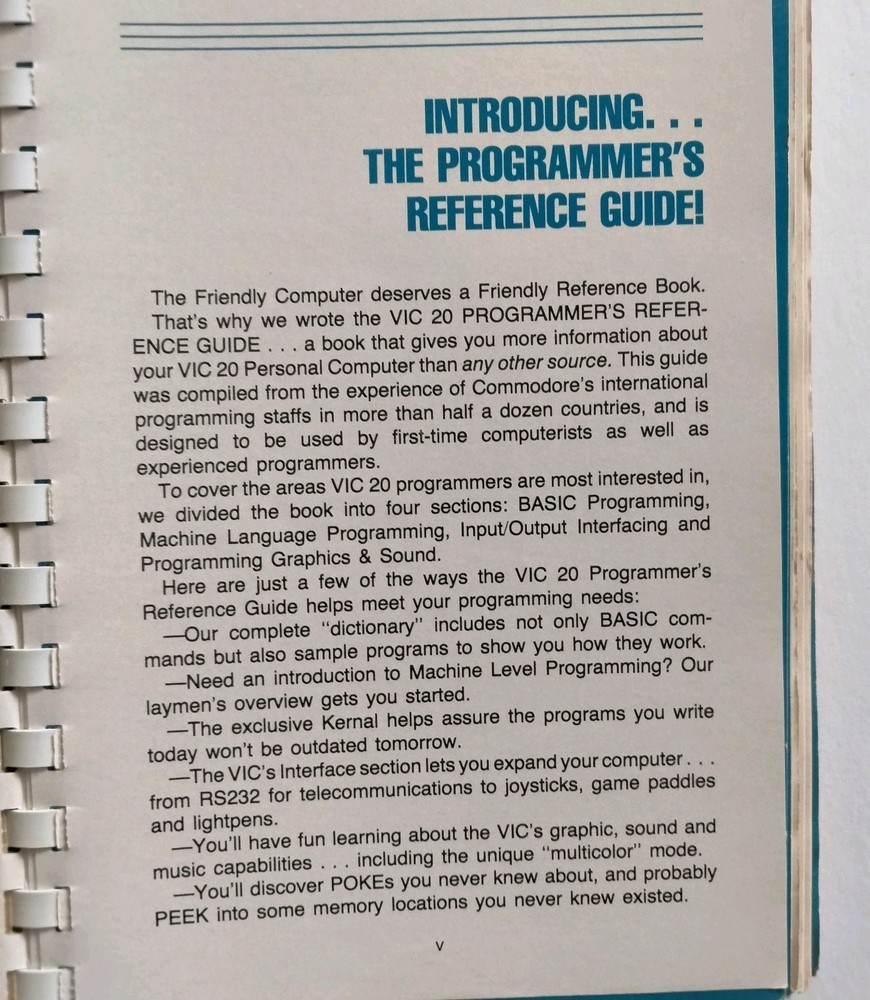 INTRODUCING. . .
THE PROGRAMMER'S
REFERENCE GUIDE!
The Friendly Computer deserves a Friendly Reference Book.
That's why we wrote the VIC 20 PROGRAMMER'S REFER-
ENCE GUIDE . . . a book that gives you more information about
your VIC 20 Personal Computer than any other source. This guide
was compiled from the experience of Commodore's international
programming staffs in more than half a dozen countries, and is
designed to be used by first-time computerists as well as
experienced programmers.
To cover the areas VIC 20 programmers are most interested in,
we divided the book into four sections: BASIC Programming,
Machine Language Programming, Input/Output Interfacing and
Programming Graphics & Sound.
Here are just a few of the ways the VIC 20 Programmer's
Reference Guide helps meet your programming needs:
—Our complete "dictionary" includes not only BASIC com-
mands but also sample programs to show you how they work.
—Need an introduction to Machine Level Programming? Our
laymen's overview gets you started.
—The exclusive Kernal helps assure the programs you write
today won't be outdated tomorrow.
—The VIC's Interface section lets you expand your computer . . .
from RS232 for telecommunications to joysticks, game paddles
and lightpens.
—You'll have fun learning about the VIC's graphic, sound and
music capabilities . . . including the unique "multicolor" mode.
—You'll discover POKEs you never knew about, and probably
PEEK into some memory locations you never knew existed.
v